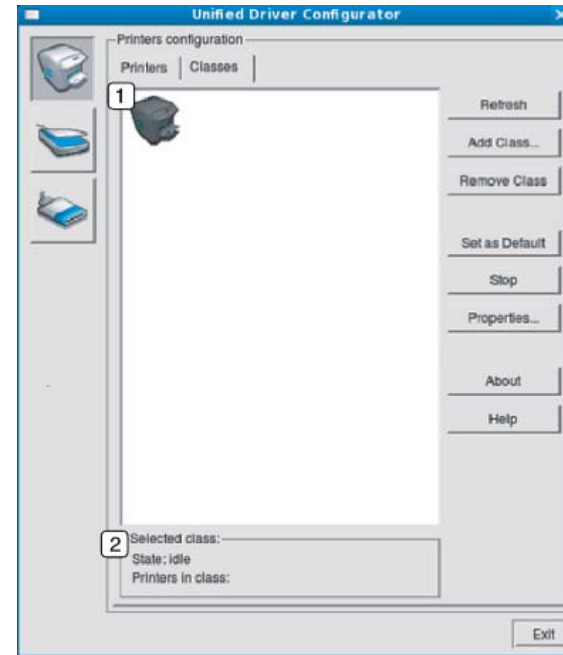 Unified Driver Configurator
Printers configuration
Printers
Classes
1
Refresh
Add Class...
Remove Class
Set as Default
Stop
Properties...
About
Help
2
Selected class:
State: idle
Printers in class:
Exit